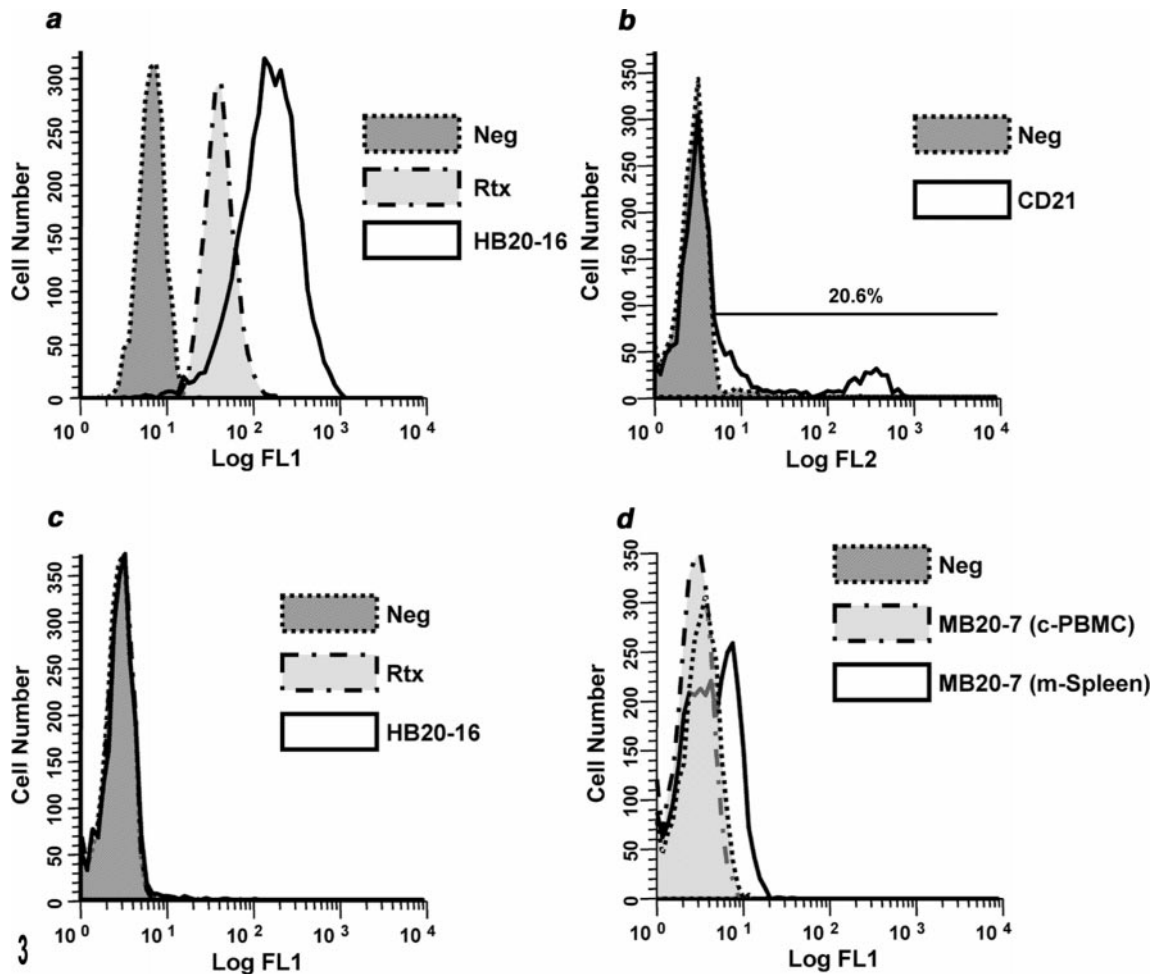 a
Cell Number
0 50 100 150 200 250 300
10^0 10^1 10^2 10^3 10^4
Log FL1
Neg
Rtx
HB20-16
b
Cell Number
0 50 100 150 200 250 300 350
10^0 10^1 10^2 10^3 10^4
Log FL2
Neg
CD21
20.6%
c
Cell Number
0 50 100 150 200 250 300 350
10^0 10^1 10^2 10^3 10^4
Log FL1
Neg
Rtx
HB20-16
d
Cell Number
0 50 100 150 200 250 300 350
10^0 10^1 10^2 10^3 10^4
Log FL1
Neg
MB20-7 (c-PBMC)
MB20-7 (m-Spleen)
3